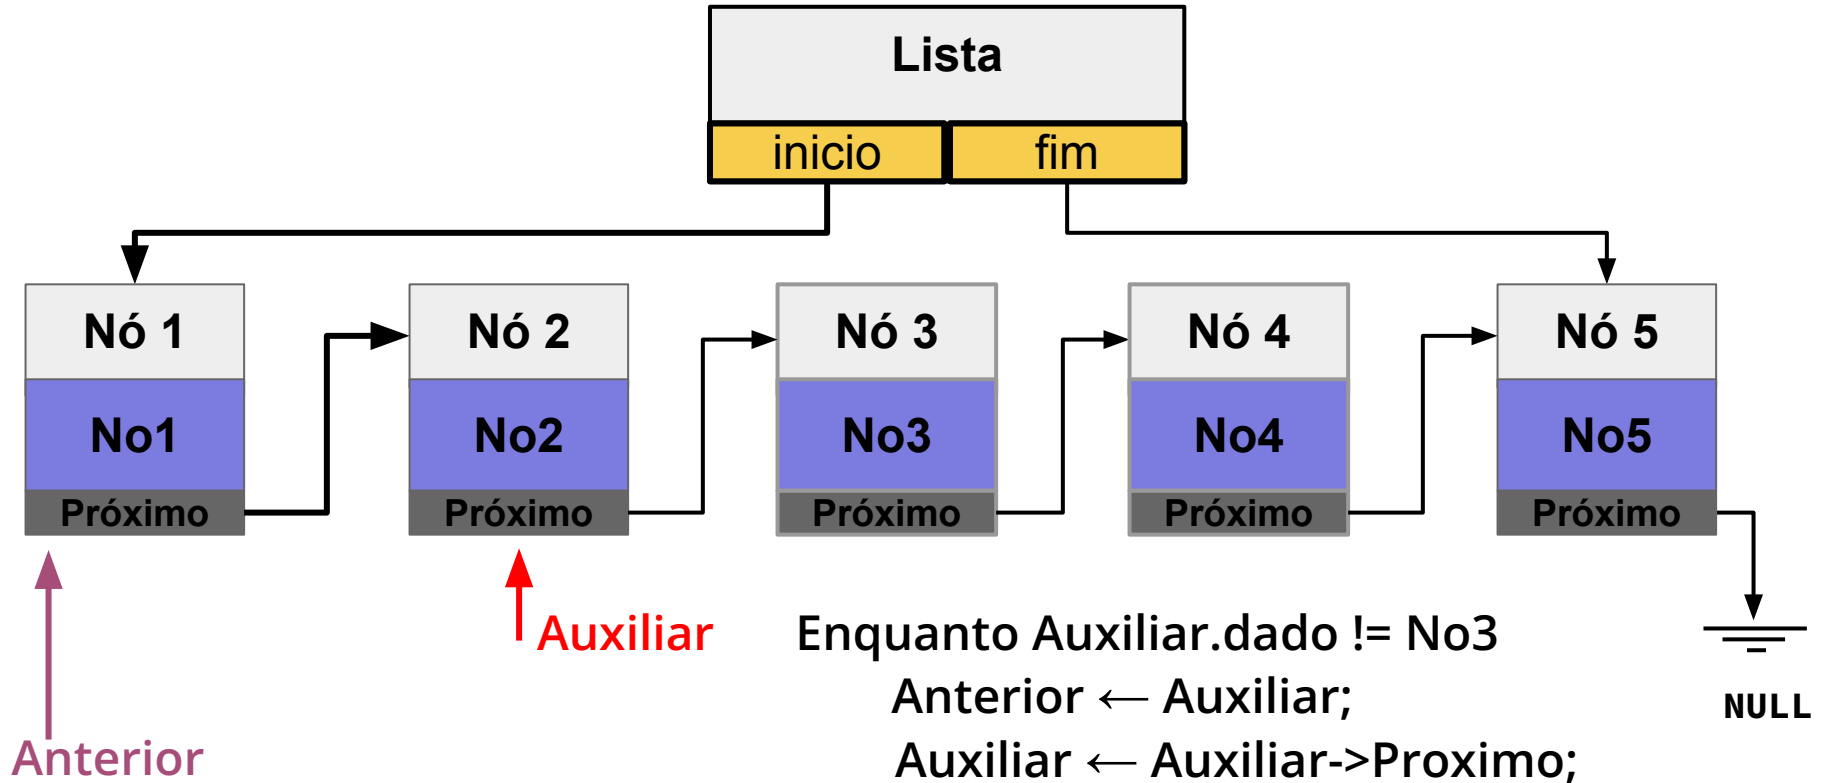 Lista
inicio fim
Nó 1 Nó 2 Nó 3 Nó 4 Nó 5
No1 No2 No3 No4 No5
Próximo Próximo Próximo Próximo Próximo
Auxiliar Enquanto Auxiliar.dado != No3
Anterior ← Auxiliar; NULL
Anterior Auxiliar ← Auxiliar->Proximo;